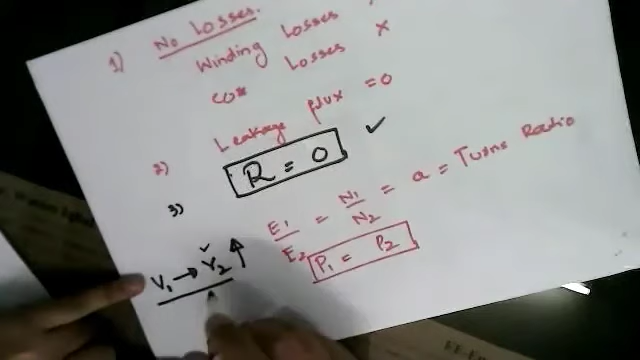 1) No Losses.
Winding Losses
Core Losses x
2) Leakage flux = 0
3) R = 0 ✓
E1/E2 = N1/N2 = a = Turns Ratio
P1 = P2
V1 → V2 ↑